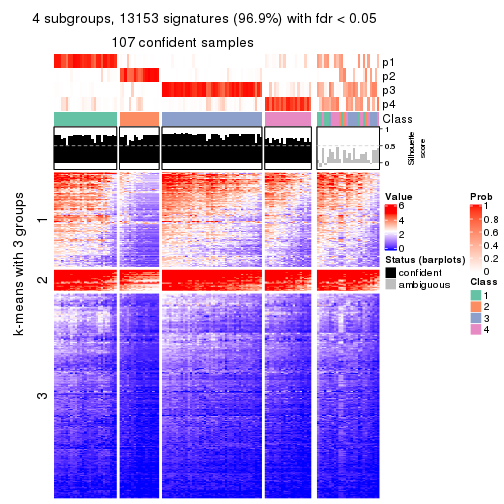 4 subgroups, 13153 signatures (96.9%) with fdr < 0.05
107 confident samples
p1
p2
p3
p4
Class
1
0.5
0
Silhouette
score
k-means with 3 groups
1
2
3
Value
6
4
2
0
Status (barplots)
confident
ambiguous
Prob
1
0.8
0.6
0.4
0.2
0
Class
1
2
3
4